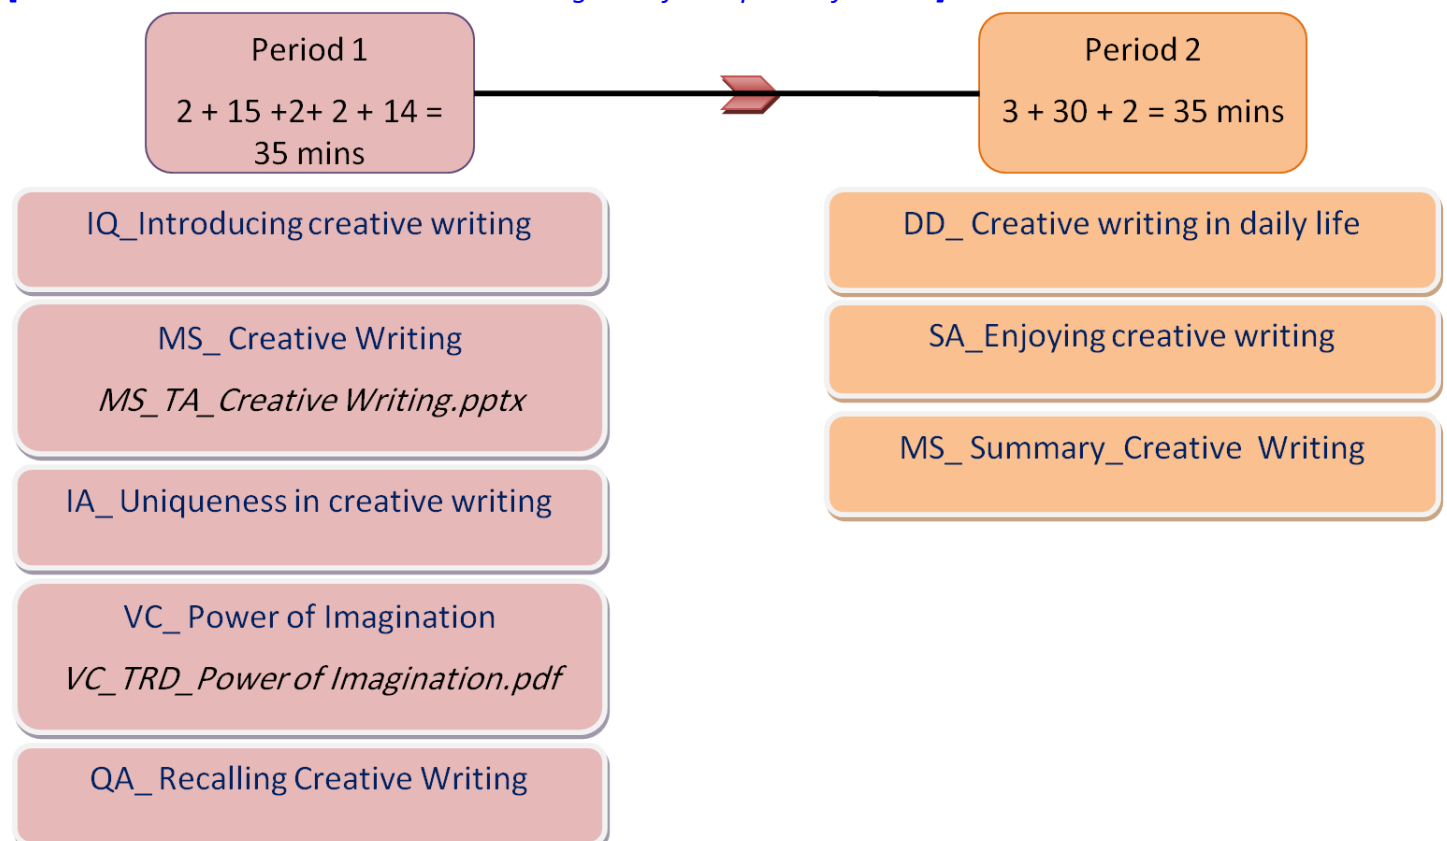 Period 1
2 + 15 +2+ 2 + 14 =
35 mins
IQ_Introducing creative writing
MS_ Creative Writing
MS_TA_Creative Writing.pptx
IA_ Uniqueness in creative writing
VC_ Power of Imagination
VC_TRD_Power of Imagination.pdf
QA_ Recalling Creative Writing
Period 2
3 + 30 + 2 = 35 mins
DD_ Creative writing in daily life
SA_Enjoying creative writing
MS_ Summary_Creative  Writing